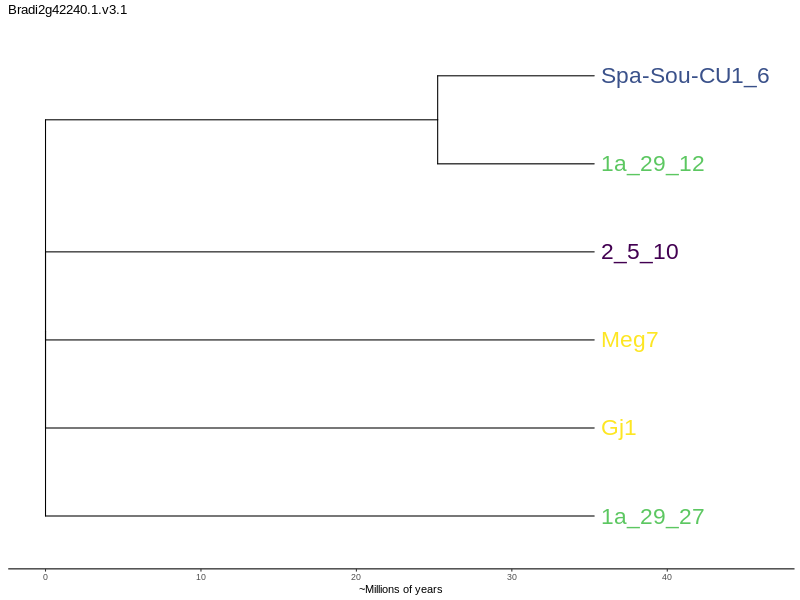 Bradi2g42240.1.v3.1
Spa-Sou-CU1_6
1a_29_12
2_5_10
Meg7
Gj1
1a_29_27
0 10 20 30 40
~Millions of years